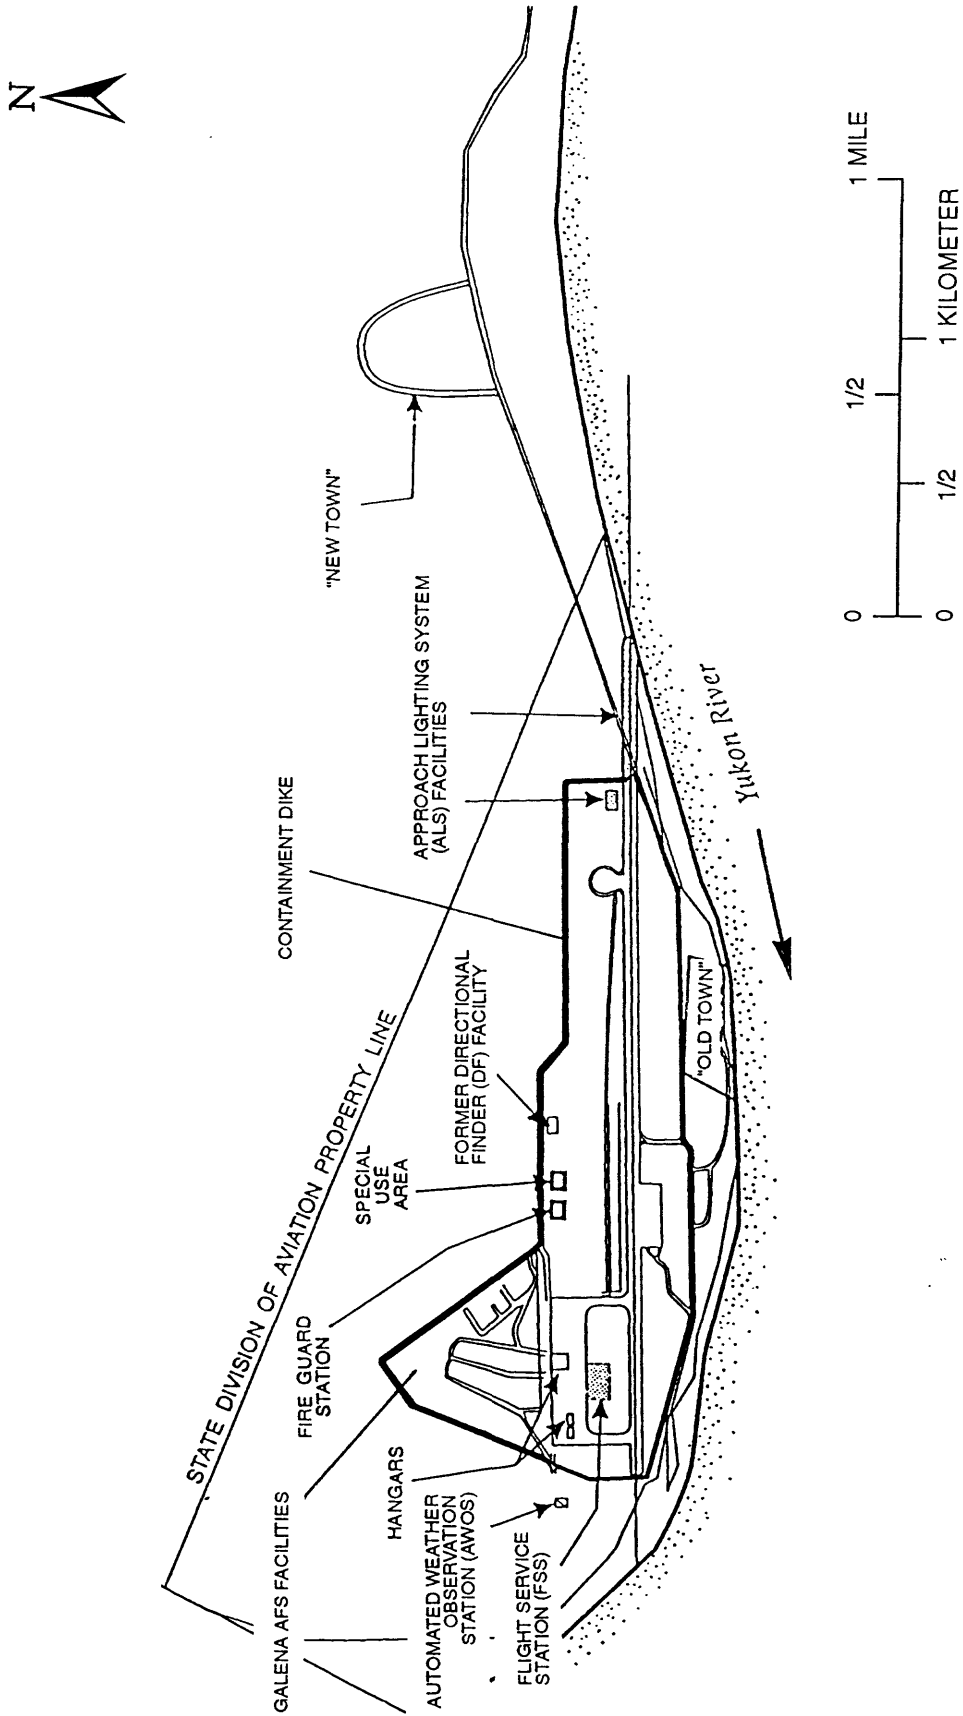 N
STATE DIVISION OF AVIATION PROPERTY LINE
CONTAINMENT DIKE
"NEW TOWN"
GALENA AFS FACILITIES
FIRE GUARD
STATION
SPECIAL
USE
AREA
FORMER DIRECTIONAL
FINDER (DF) FACILITY
APPROACH LIGHTING SYSTEM
(ALS) FACILITIES
HANGARS
AUTOMATED WEATHER
OBSERVATION
STATION (AWOS)
FLIGHT SERVICE
STATION (FSS)
"OLD TOWN"
Yukon River
0 1/2 1 MILE
0 1/2 1 KILOMETER